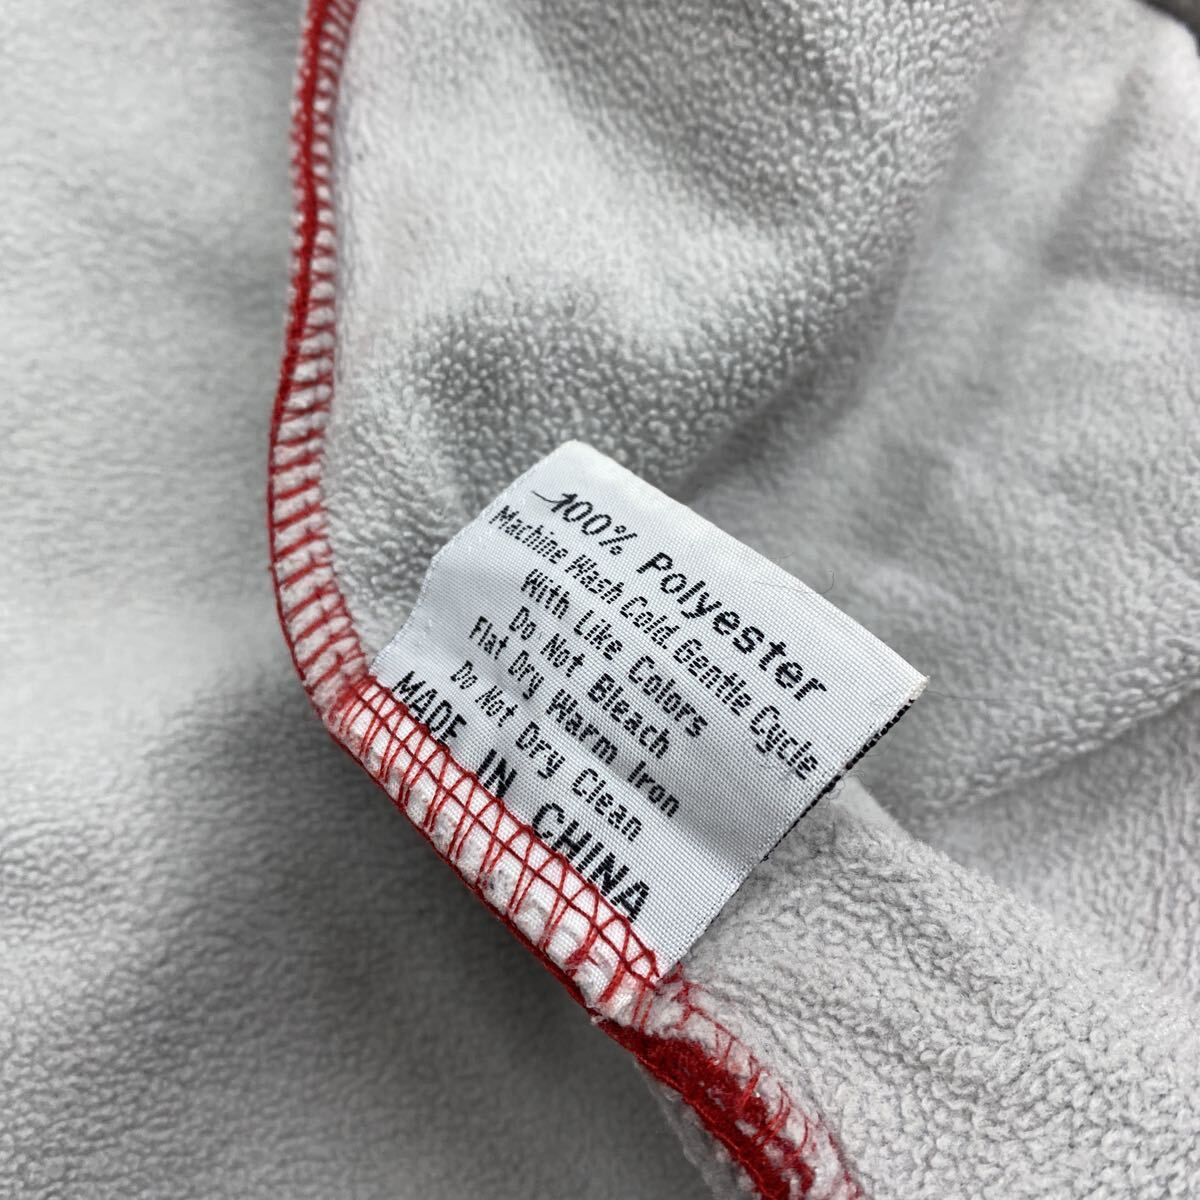 100% Polyester
Machine Wash Cold, Gentle Cycle
With Like Colors
Do Not Bleach
Flat Dry Warm Iron
Do Not Dry Clean
MADE IN CHINA